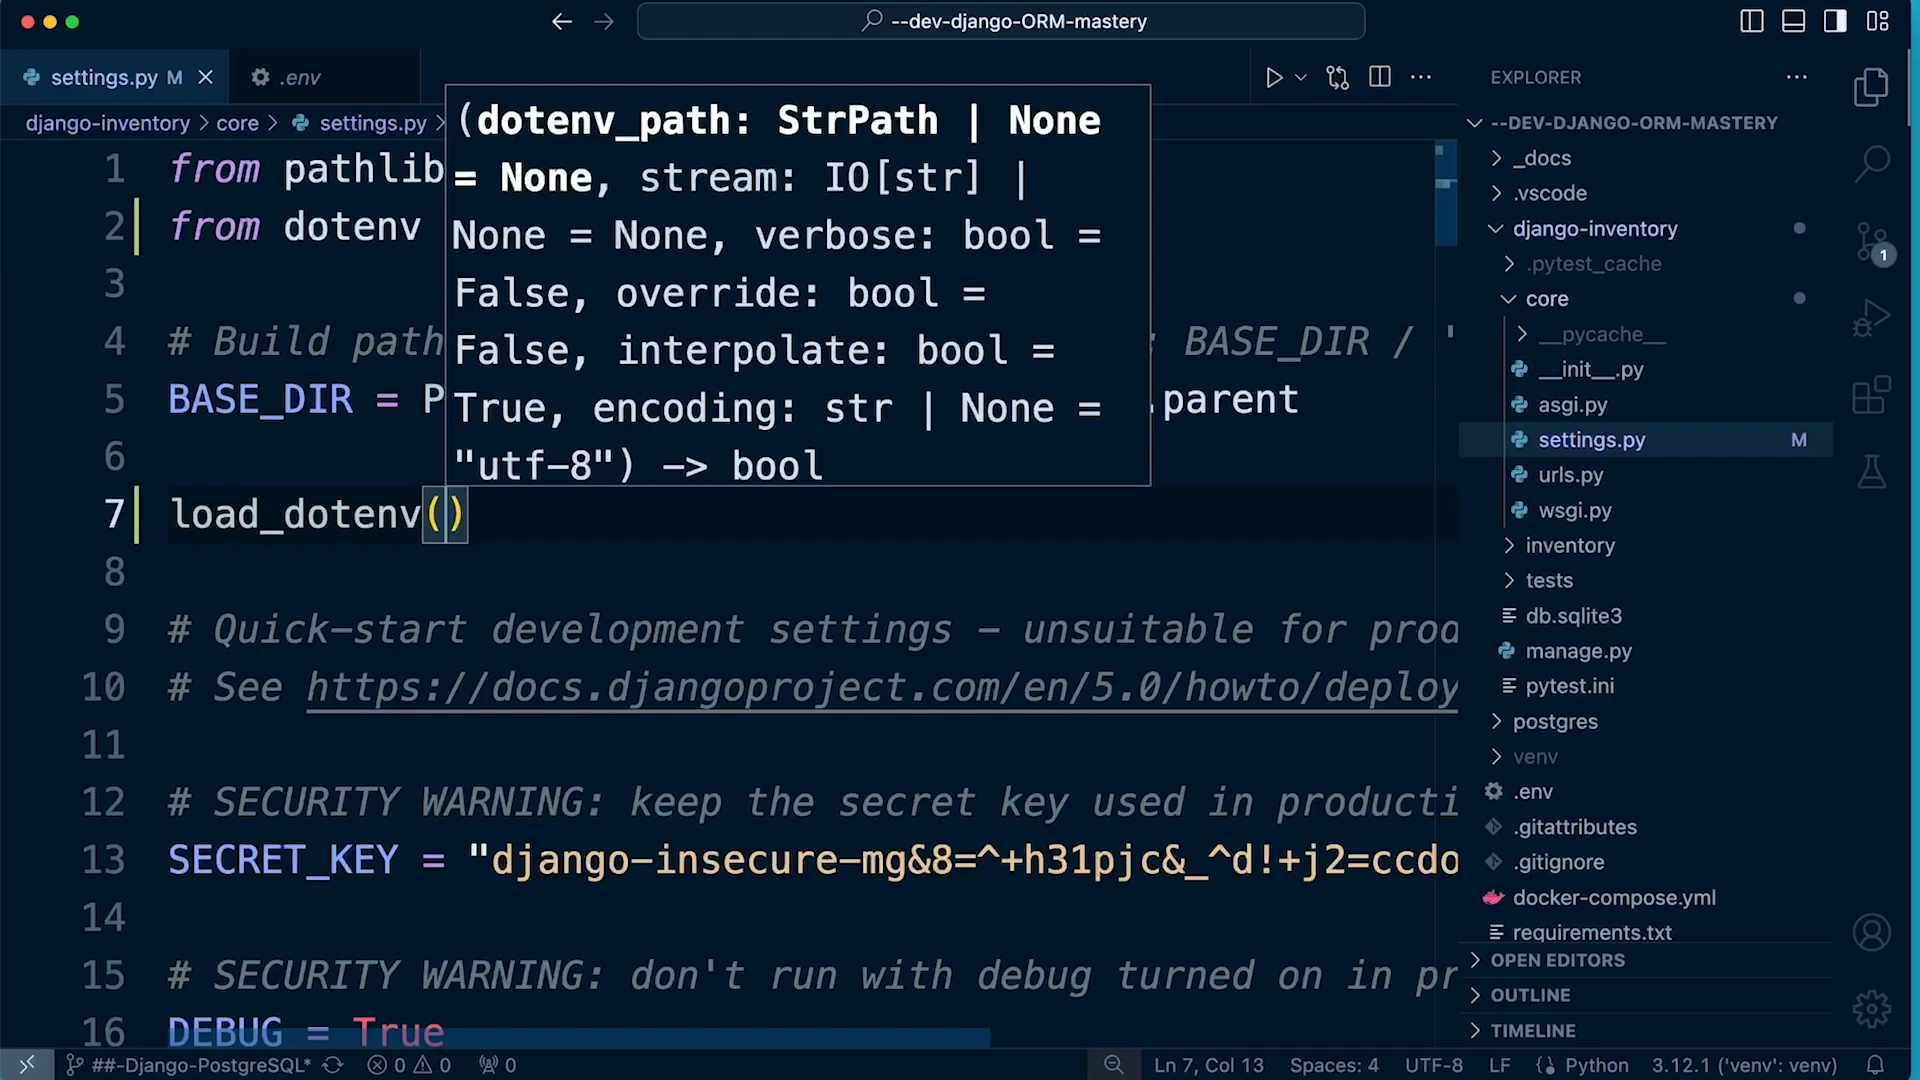 --dev-django-ORM-mastery
settings.py M
.env
django-inventory > core > settings.py >
(dotenv_path: StrPath | None
= None, stream: IO[str] |
None = None, verbose: bool =
False, override: bool =
False, interpolate: bool =
True, encoding: str | None =
"utf-8") -> bool
1 from pathlib
2 from dotenv
3
4 # Build path BASE_DIR / '
5 BASE_DIR = P .parent
6
7 load_dotenv()
8
9 # Quick-start development settings - unsuitable for prod
10 # See https://docs.djangoproject.com/en/5.0/howto/deploy
11
12 # SECURITY WARNING: keep the secret key used in producti
13 SECRET_KEY = "django-insecure-mg&8=^+h31pjc&_^d!+j2=ccdo
14
15 # SECURITY WARNING: don't run with debug turned on in pr
16 DEBUG = True
EXPLORER
--DEV-DJANGO-ORM-MASTERY
_docs
.vscode
django-inventory
.pytest_cache
core
__pycache__
__init__.py
asgi.py
settings.py M
urls.py
wsgi.py
inventory
tests
db.sqlite3
manage.py
pytest.ini
postgres
venv
.env
.gitattributes
.gitignore
docker-compose.yml
requirements.txt
OPEN EDITORS
OUTLINE
TIMELINE
1
##-Django-PostgreSQL* 0 0 0
Ln 7, Col 13 Spaces: 4 UTF-8 LF Python 3.12.1 ('venv': venv)